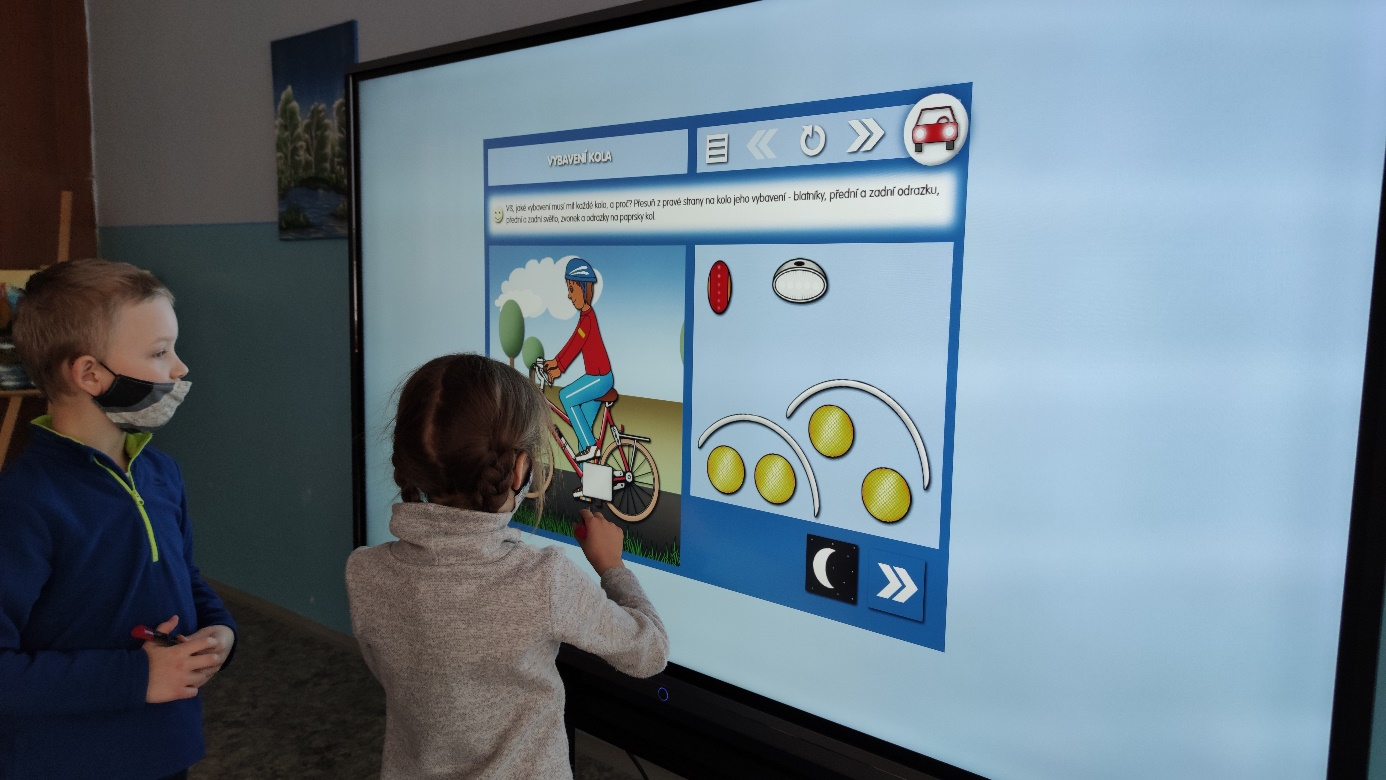 VYBAVENÍ KOLA
Víš, jaké vybavení musí mít každé kolo, a proč? Přesuň z pravé strany na kolo jeho vybavení - blatníky, přední a zadní odrazku,
přední a zadní světlo, zvonek a odrazky na paprsky kol.